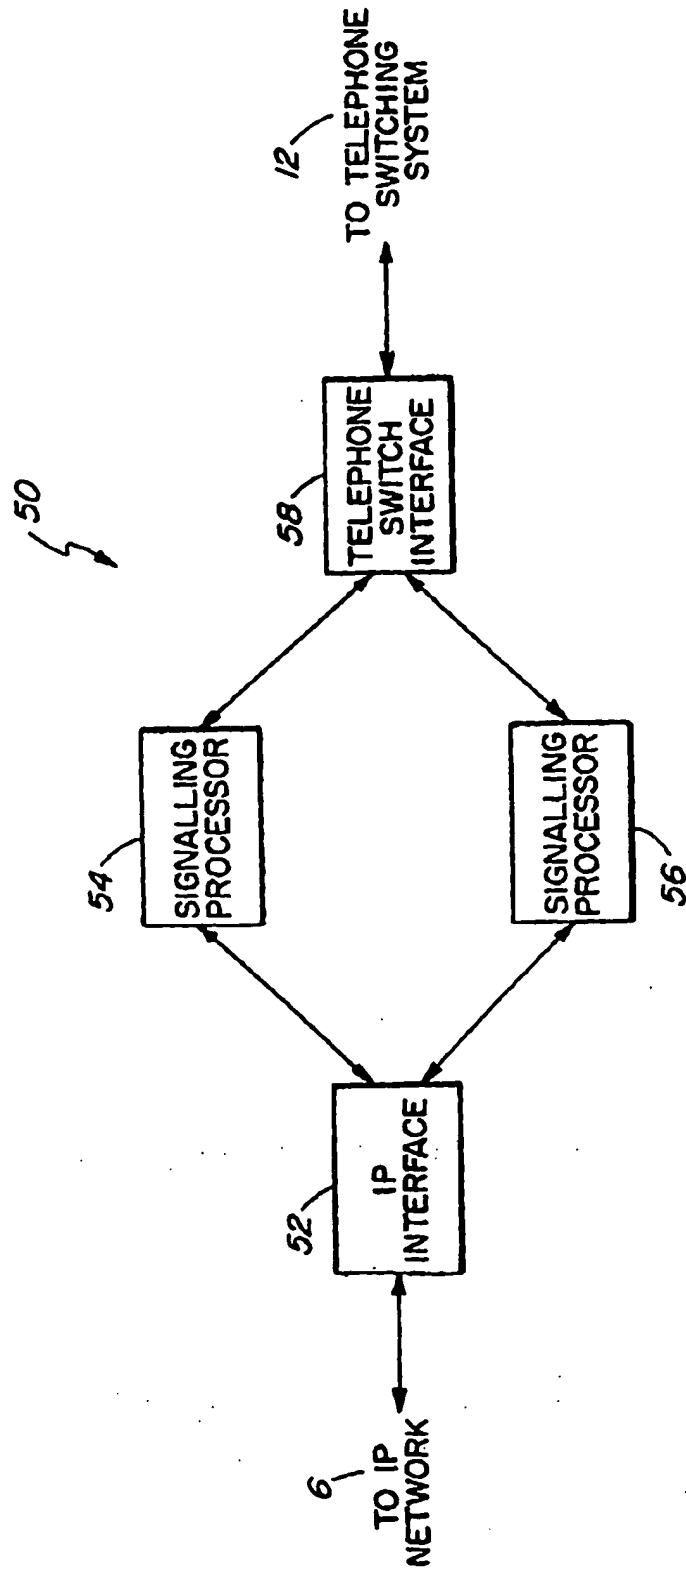 50
6
TO IP
NETWORK
52
IP
INTERFACE
54
SIGNALLING
PROCESSOR
SIGNALLING
PROCESSOR
56
58
TELEPHONE
SWITCH
INTERFACE
12
TO TELEPHONE
SWITCHING
SYSTEM